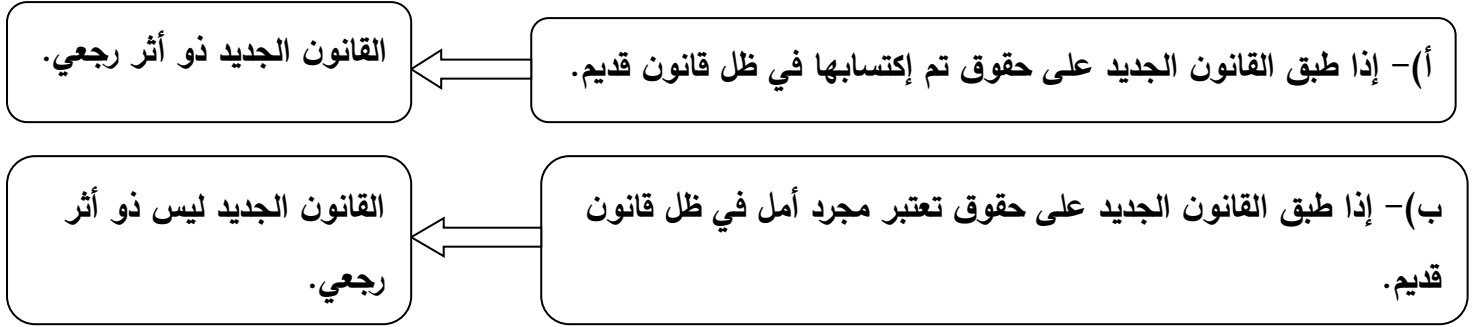 أ)- إذا طبق القانون الجديد على حقوق تم إكتسابها في ظل قانون قديم.
القانون الجديد ذو أثر رجعي.
ب)- إذا طبق القانون الجديد على حقوق تعتبر مجرد أمل في ظل قانون
قديم.
القانون الجديد ليس ذو أثر
رجعي.